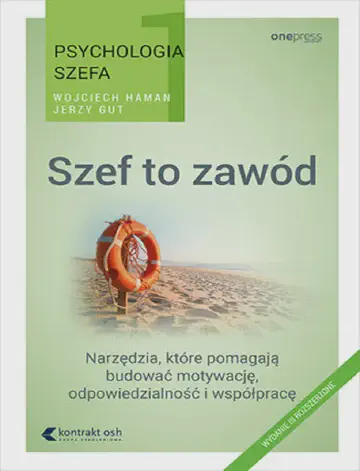 PSYCHOLOGIA
SZEFA
1
WOJCIECH HAMAN
JERZY GUT
onepress
Szef to zawód
Narzędzia, które pomagają
budować motywację,
odpowiedzialność i współpracę
WYDANIE III ROZSZERZONE
kontrakt osh